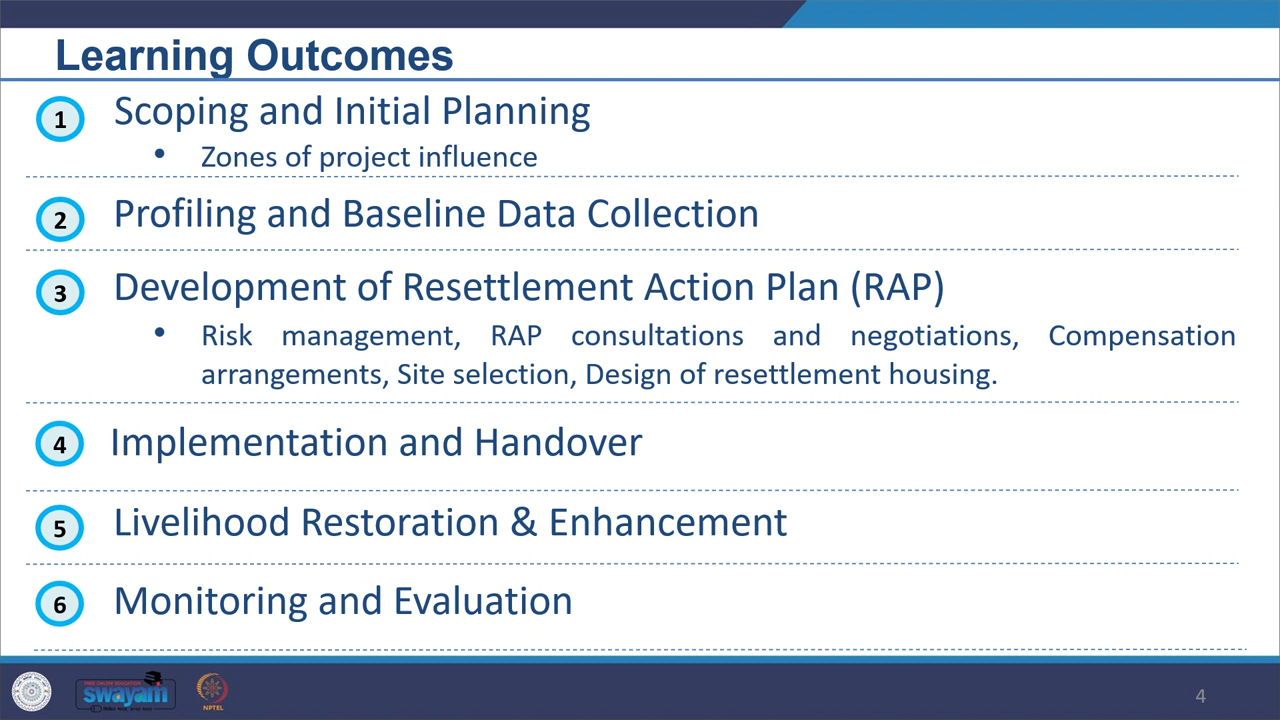 Learning Outcomes
1 Scoping and Initial Planning
• Zones of project influence
2 Profiling and Baseline Data Collection
3 Development of Resettlement Action Plan (RAP)
• Risk management, RAP consultations and negotiations, Compensation
arrangements, Site selection, Design of resettlement housing.
4 Implementation and Handover
5 Livelihood Restoration & Enhancement
6 Monitoring and Evaluation
swayam
NPTEL
4